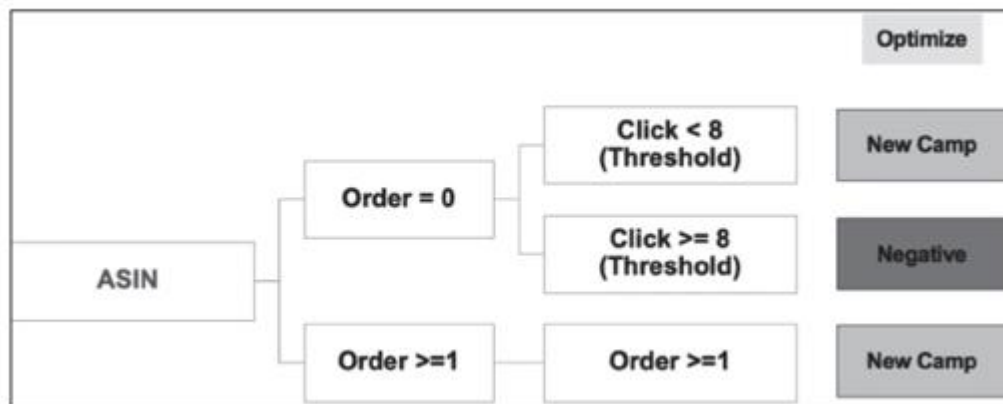 Optimize
Click < 8
(Threshold)
New Camp
Order = 0
Click >= 8
(Threshold)
Negative
ASIN
Order >=1
Order >=1
New Camp